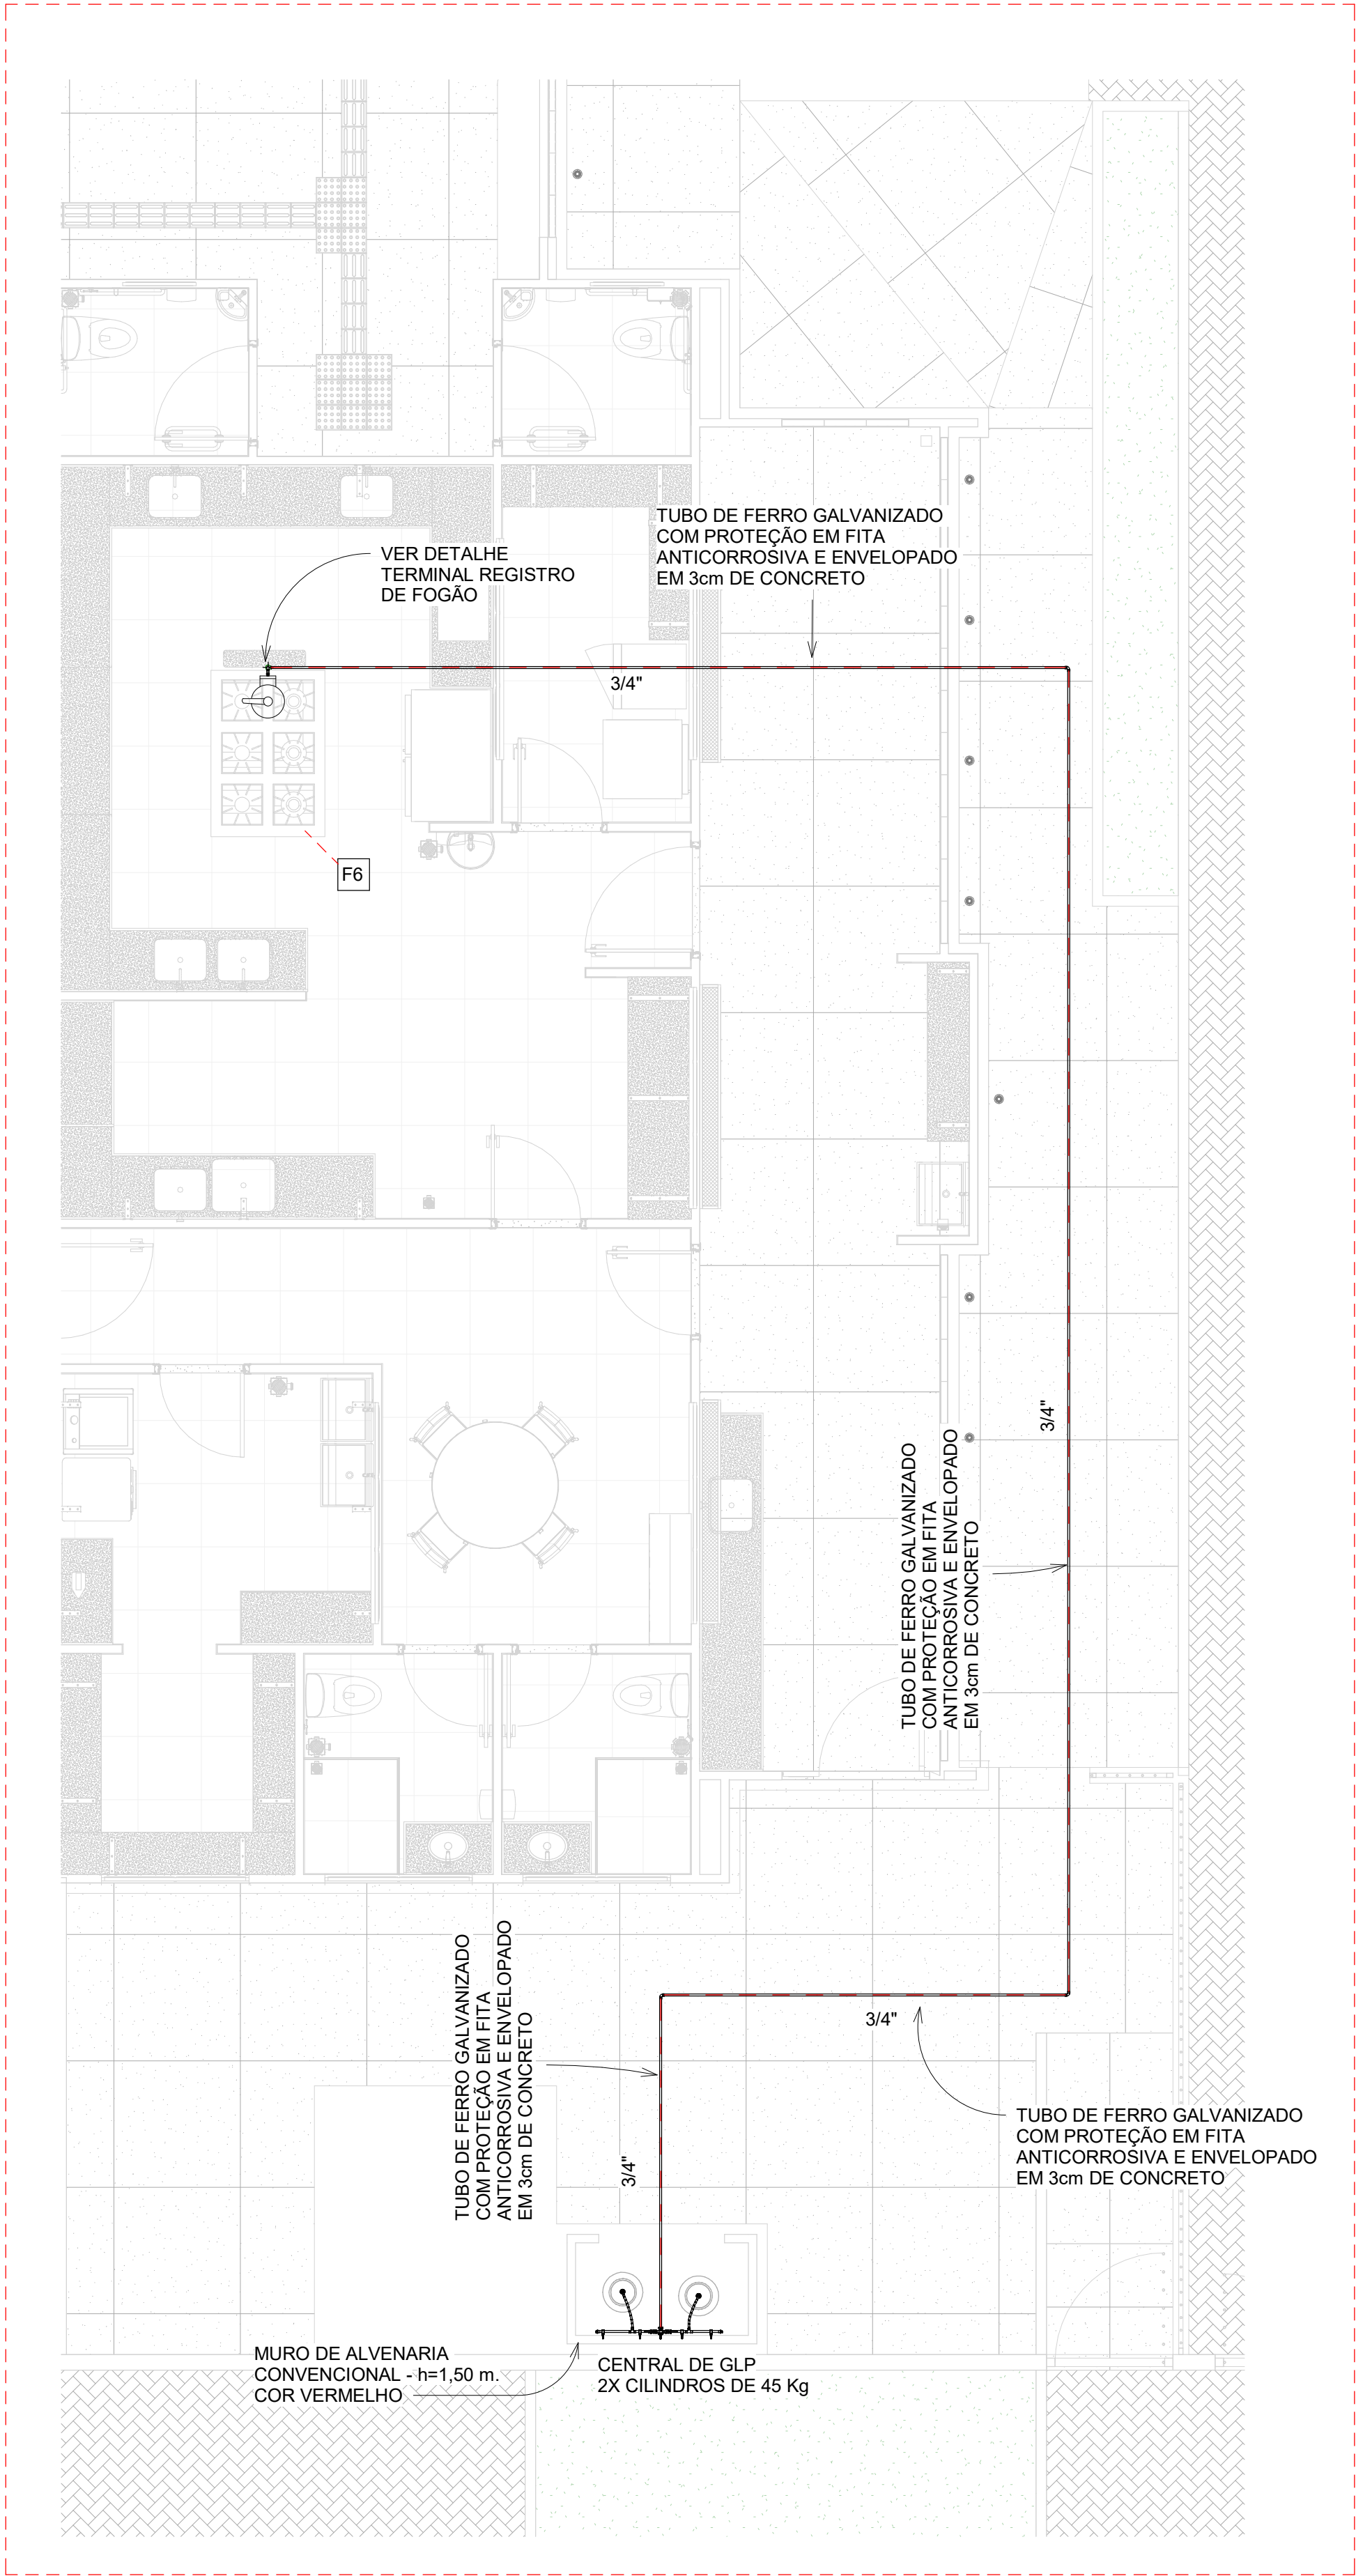 TUBO DE FERRO GALVANIZADO
COM PROTEÇÃO EM FITA
ANTICORROSIVA E ENVELOPADO
EM 3cm DE CONCRETO
VER DETALHE
TERMINAL REGISTRO
DE FOGÃO
3/4"
F6
3/4"
TUBO DE FERRO GALVANIZADO
COM PROTEÇÃO EM FITA
ANTICORROSIVA E ENVELOPADO
EM 3cm DE CONCRETO
TUBO DE FERRO GALVANIZADO
COM PROTEÇÃO EM FITA
ANTICORROSIVA E ENVELOPADO
EM 3cm DE CONCRETO
3/4"
3/4"
TUBO DE FERRO GALVANIZADO
COM PROTEÇÃO EM FITA
ANTICORROSIVA E ENVELOPADO
EM 3cm DE CONCRETO
MURO DE ALVENARIA
CONVENCIONAL - h=1,50 m.
COR VERMELHO
CENTRAL DE GLP
2X CILINDROS DE 45 Kg